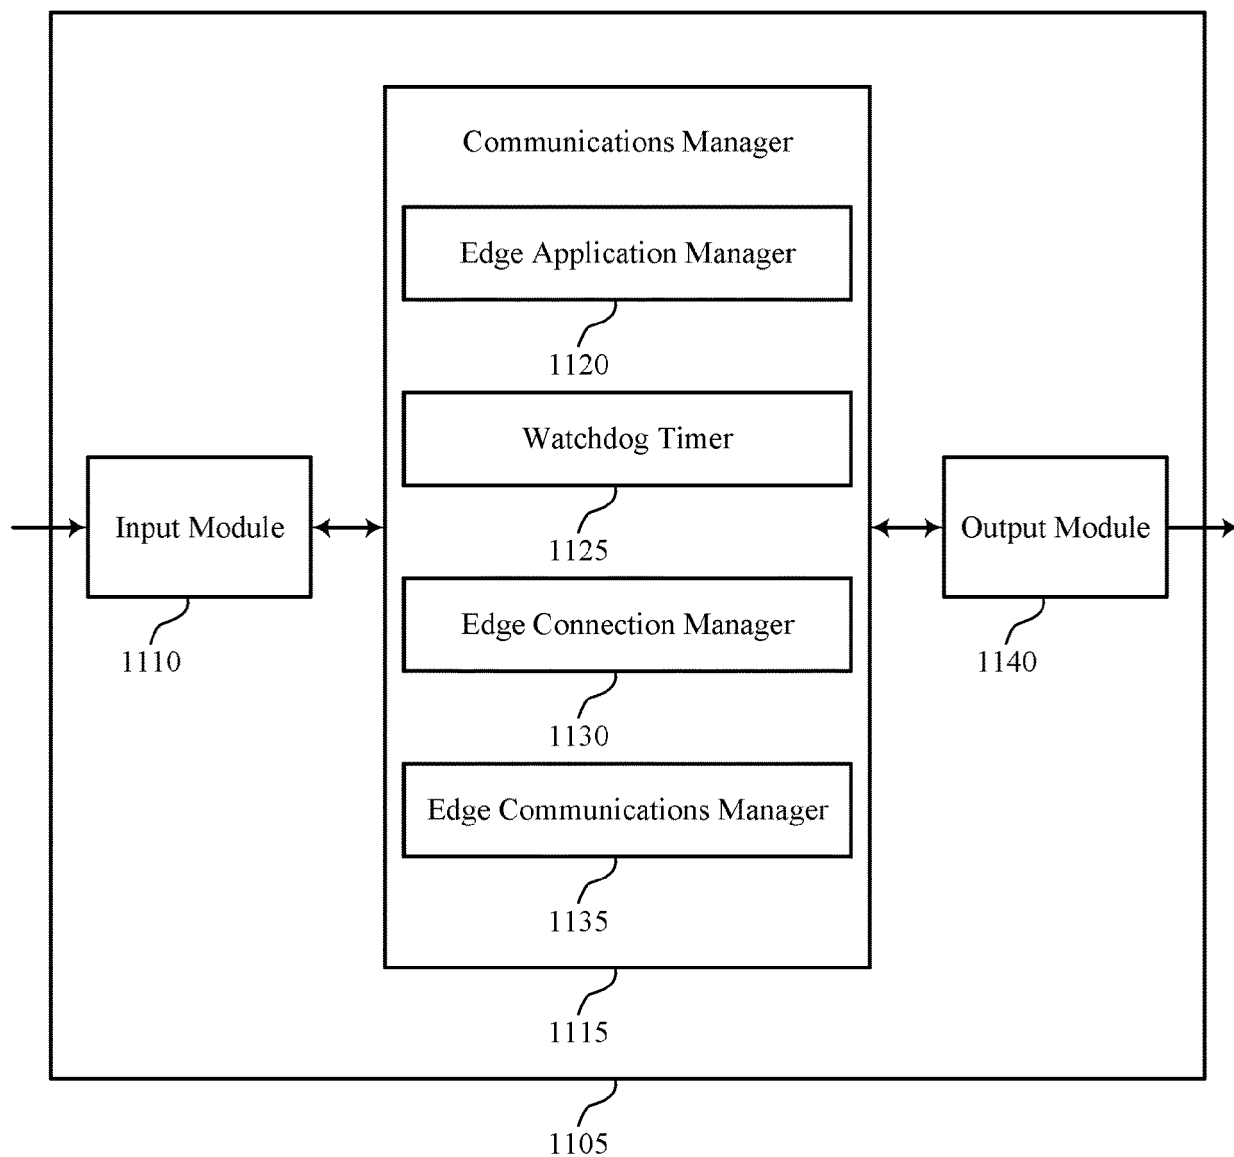 Communications Manager
Edge Application Manager
1120
Watchdog Timer
1125
Input Module
1110
Output Module
1140
Edge Connection Manager
1130
Edge Communications Manager
1135
1115
1105